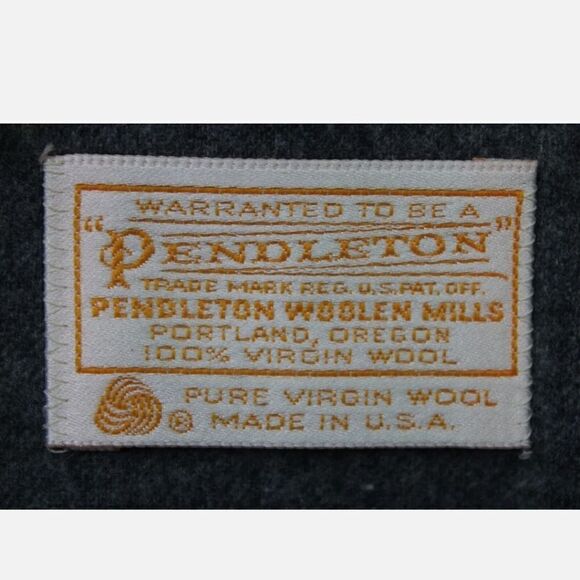 WARRANTED TO BE A
"PENDLETON"
TRADE MARK REG. U.S. PAT. OFF.
PENDLETON WOOLEN MILLS
PORTLAND, OREGON
100% VIRGIN WOOL
PURE VIRGIN WOOL
® MADE IN U.S.A.